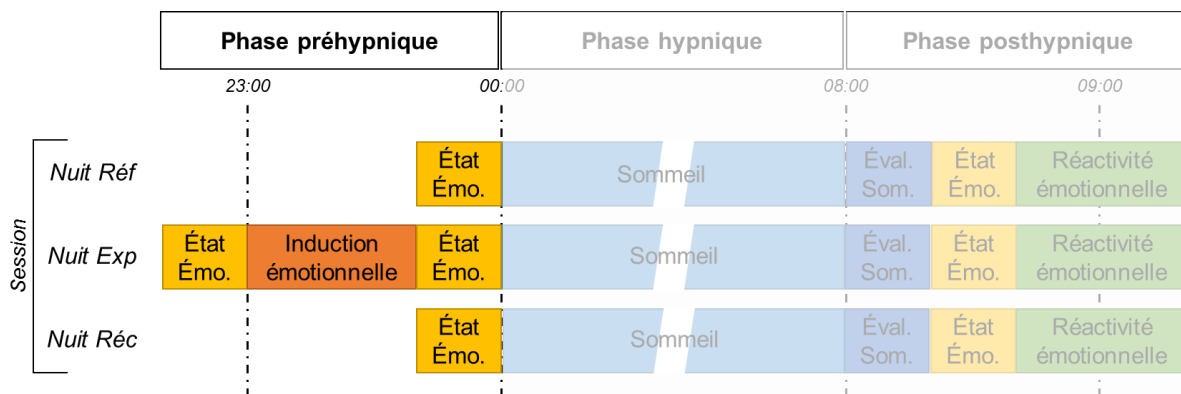 Phase préhypnique
Phase hypnique
Phase posthypnique
23:00
00:00
08:00
09:00
Session
Nuit Réf
État
Émo.
Sommeil
Éval.
Som.
État
Émo.
Réactivité
émotionnelle
Nuit Exp
État
Émo.
Induction
émotionnelle
État
Émo.
Sommeil
Éval.
Som.
État
Émo.
Réactivité
émotionnelle
Nuit Réc
État
Émo.
Sommeil
Éval.
Som.
État
Émo.
Réactivité
émotionnelle